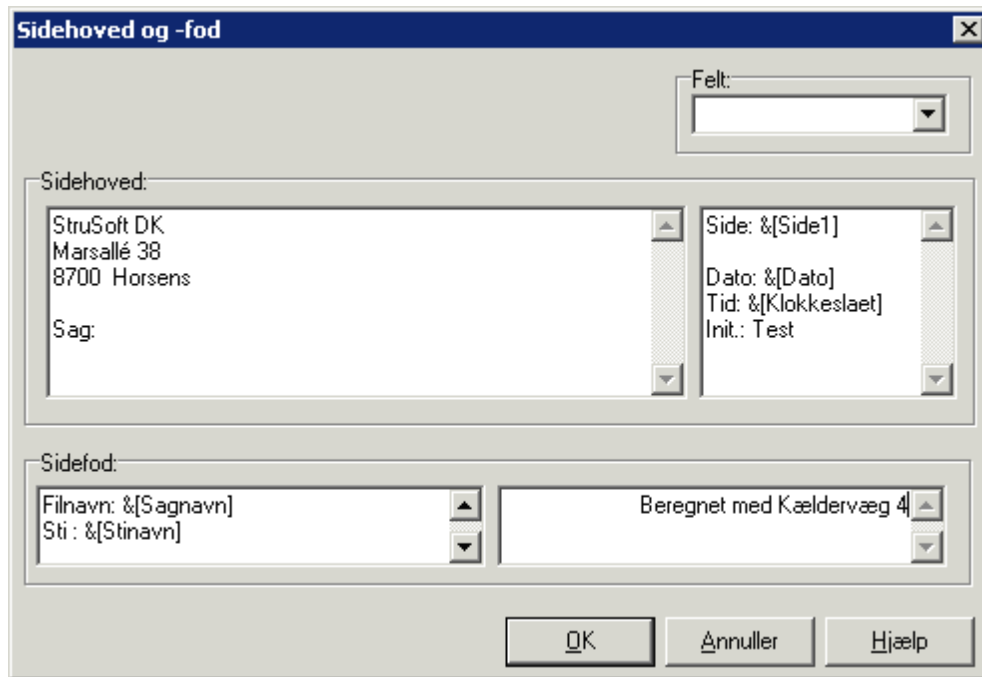 Sidehoved og -fod
Felt:
Sidehoved:
StruSoft DK
Marsallé 38
8700  Horsens
Sag:
Side: &[Side1]
Dato: &[Dato]
Tid: &[Klokkeslaet]
Init.: Test
Sidefod:
Filnavn: &[Sagnavn]
Sti : &[Stinavn]
Beregnet med Kældervæg 4
OK
Annuller
Hjælp